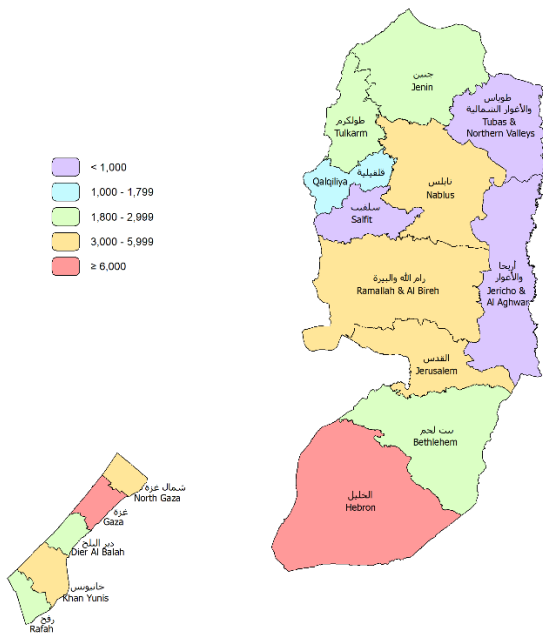 جنين
Jenin
طوباس
والأغوار الشمالية
Tubas &
Northern Valleys
طولكرم
Tulkarm
قلقيلية
Qalqiliya
نابلس
Nablus
سلفيت
Salfit
< 1,000
1,000 - 1,799
1,800 - 2,999
3,000 - 5,999
≥ 6,000
أريحا
والأغوار
Jericho &
Al Aghwar
رام الله والبيرة
Ramallah & Al Bireh
القدس
Jerusalem
بيت لحم
Bethlehem
الخليل
Hebron
شمال غزة
North Gaza
غزة
Gaza
دير البلح
Dier Al Balah
خانيونس
Khan Yunis
رفح
Rafah